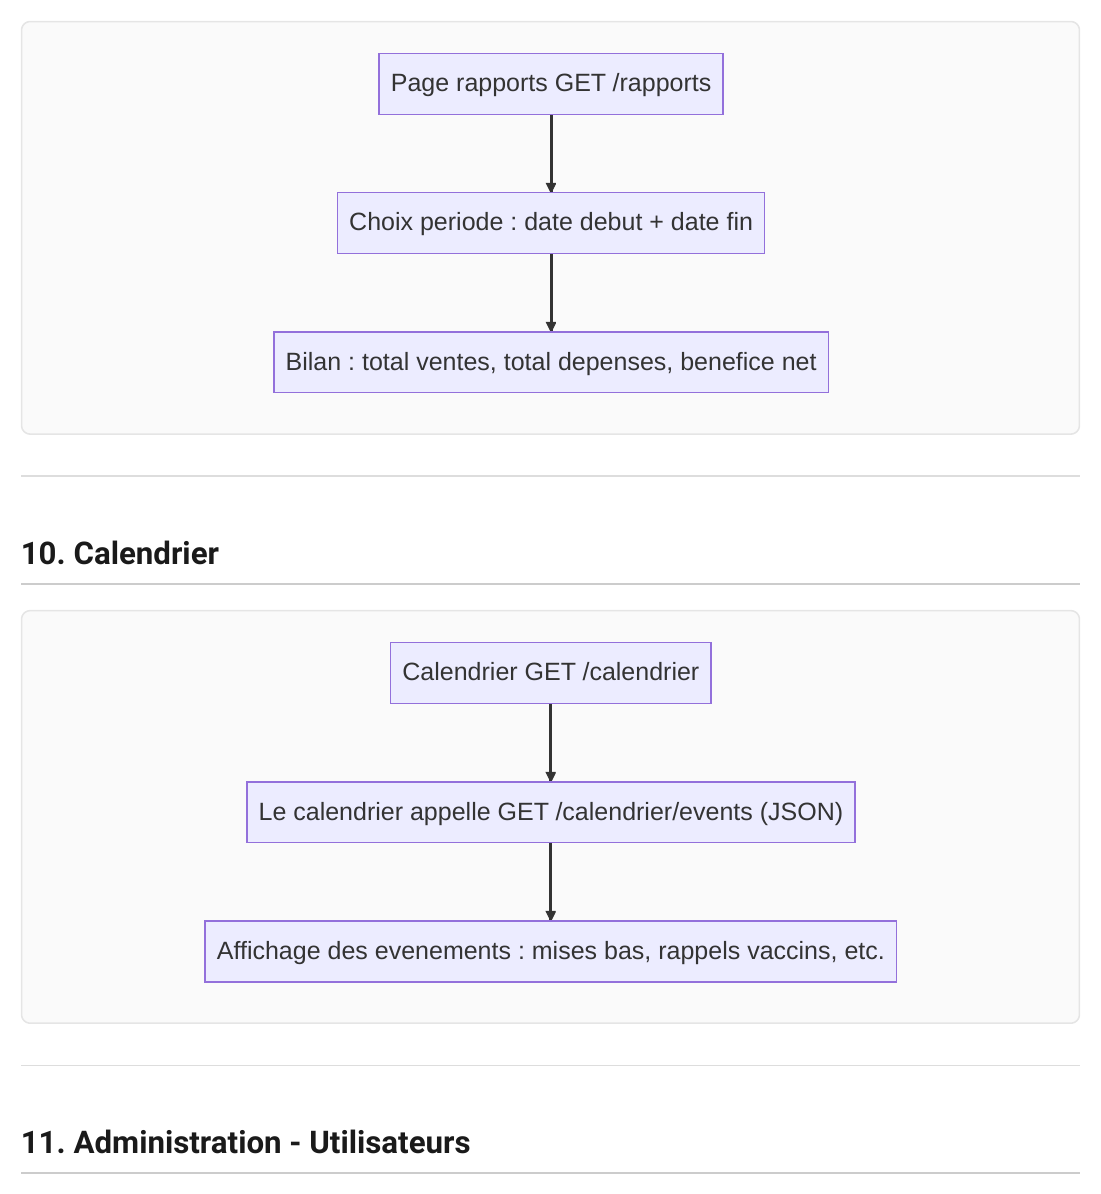 Page rapports GET /rapports
Choix periode : date debut + date fin
Bilan : total ventes, total depenses, benefice net
10. Calendrier
Calendrier GET /calendrier
Le calendrier appelle GET /calendrier/events (JSON)
Affichage des evenements : mises bas, rappels vaccins, etc.
11. Administration - Utilisateurs